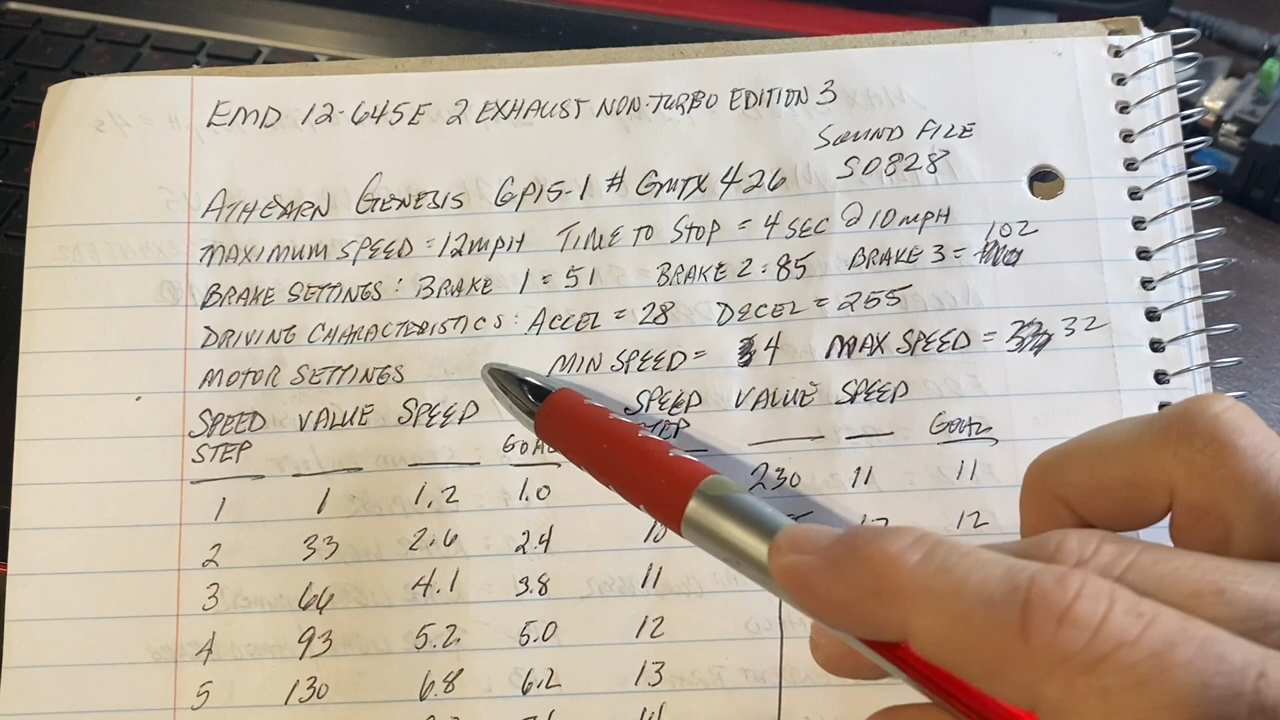 EMD 12-645E 2 EXHAUST NON-TURBO EDITION 3
SOUND FILE
ATHEARN GENESIS GP15-1 # GMTX 426 S0828
MAXIMUM SPEED = 12MPH TIME TO STOP = 4 SEC @ 10MPH
BRAKE SETTINGS: BRAKE 1 = 51 BRAKE 2 = 85 BRAKE 3 = 102
DRIVING CHARACTERISTICS: ACCEL = 28 DECEL = 255
MOTOR SETTINGS MIN SPEED = 4 MAX SPEED = 32
SPEED STEP VALUE SPEED GOAL SPEED VALUE SPEED GOAL
1 1 1.2 1.0 230 11 11
2 33 2.6 2.4 12
3 66 4.1 3.8 11
4 93 5.2 5.0 12
5 130 6.8 6.2 13